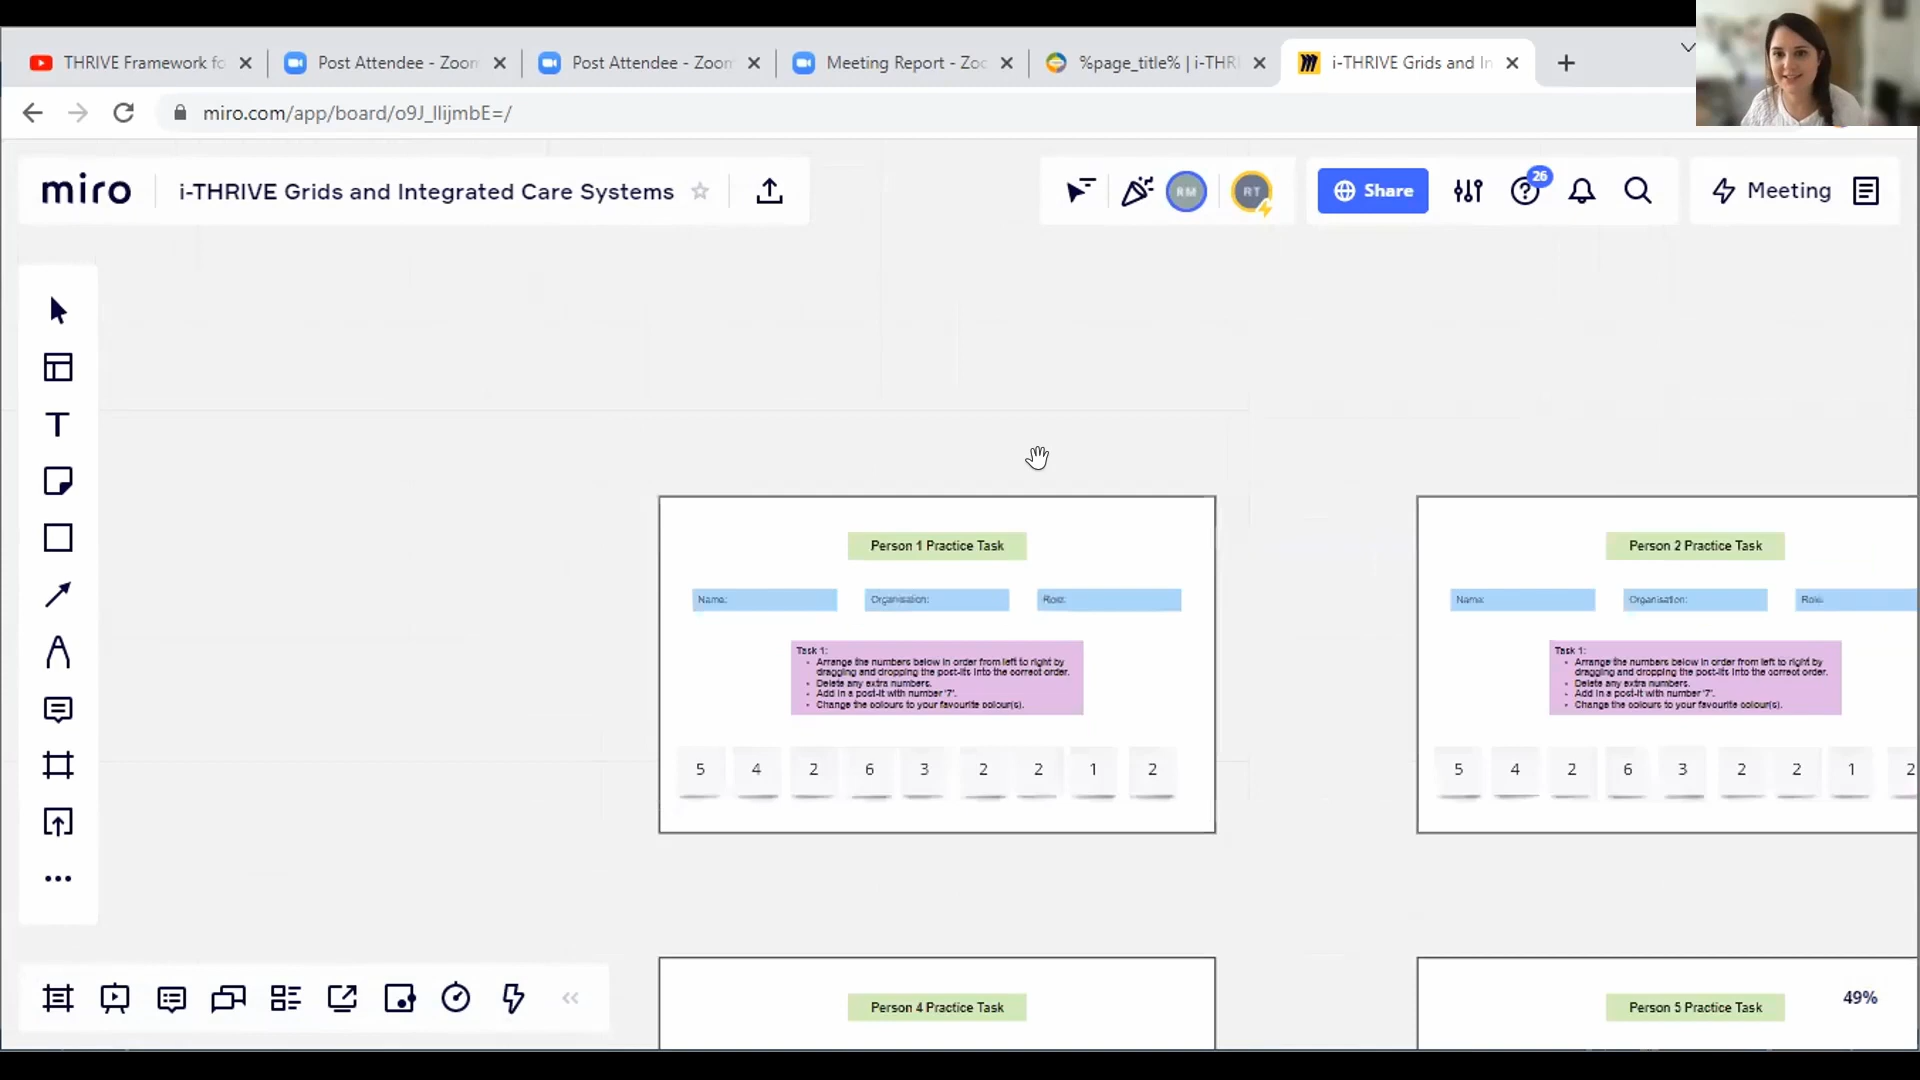 THRIVE Framework fo
Post Attendee - Zoom
Post Attendee - Zoom
Meeting Report - Zoo
%page_title% | i-THRI
i-THRIVE Grids and In
miro.com/app/board/o9J_lIijmbE=/
miro
i-THRIVE Grids and Integrated Care Systems
RM
RT
Share
26
Meeting
Person 1 Practice Task
Name:
Organisation:
Role:
Task 1:
• Arrange the numbers below in order from left to right by
dragging and dropping the post-its into the correct order.
• Delete any extra numbers.
• Add in a post-it with number '7'.
• Change the colours to your favourite colour(s).
5 4 2 6 3 2 2 1 2
Person 2 Practice Task
Name:
Organisation:
Role:
Task 1:
• Arrange the numbers below in order from left to right by
dragging and dropping the post-its into the correct order.
• Delete any extra numbers.
• Add in a post-it with number '7'.
• Change the colours to your favourite colour(s).
5 4 2 6 3 2 2 1 2
Person 4 Practice Task
Person 5 Practice Task
49%